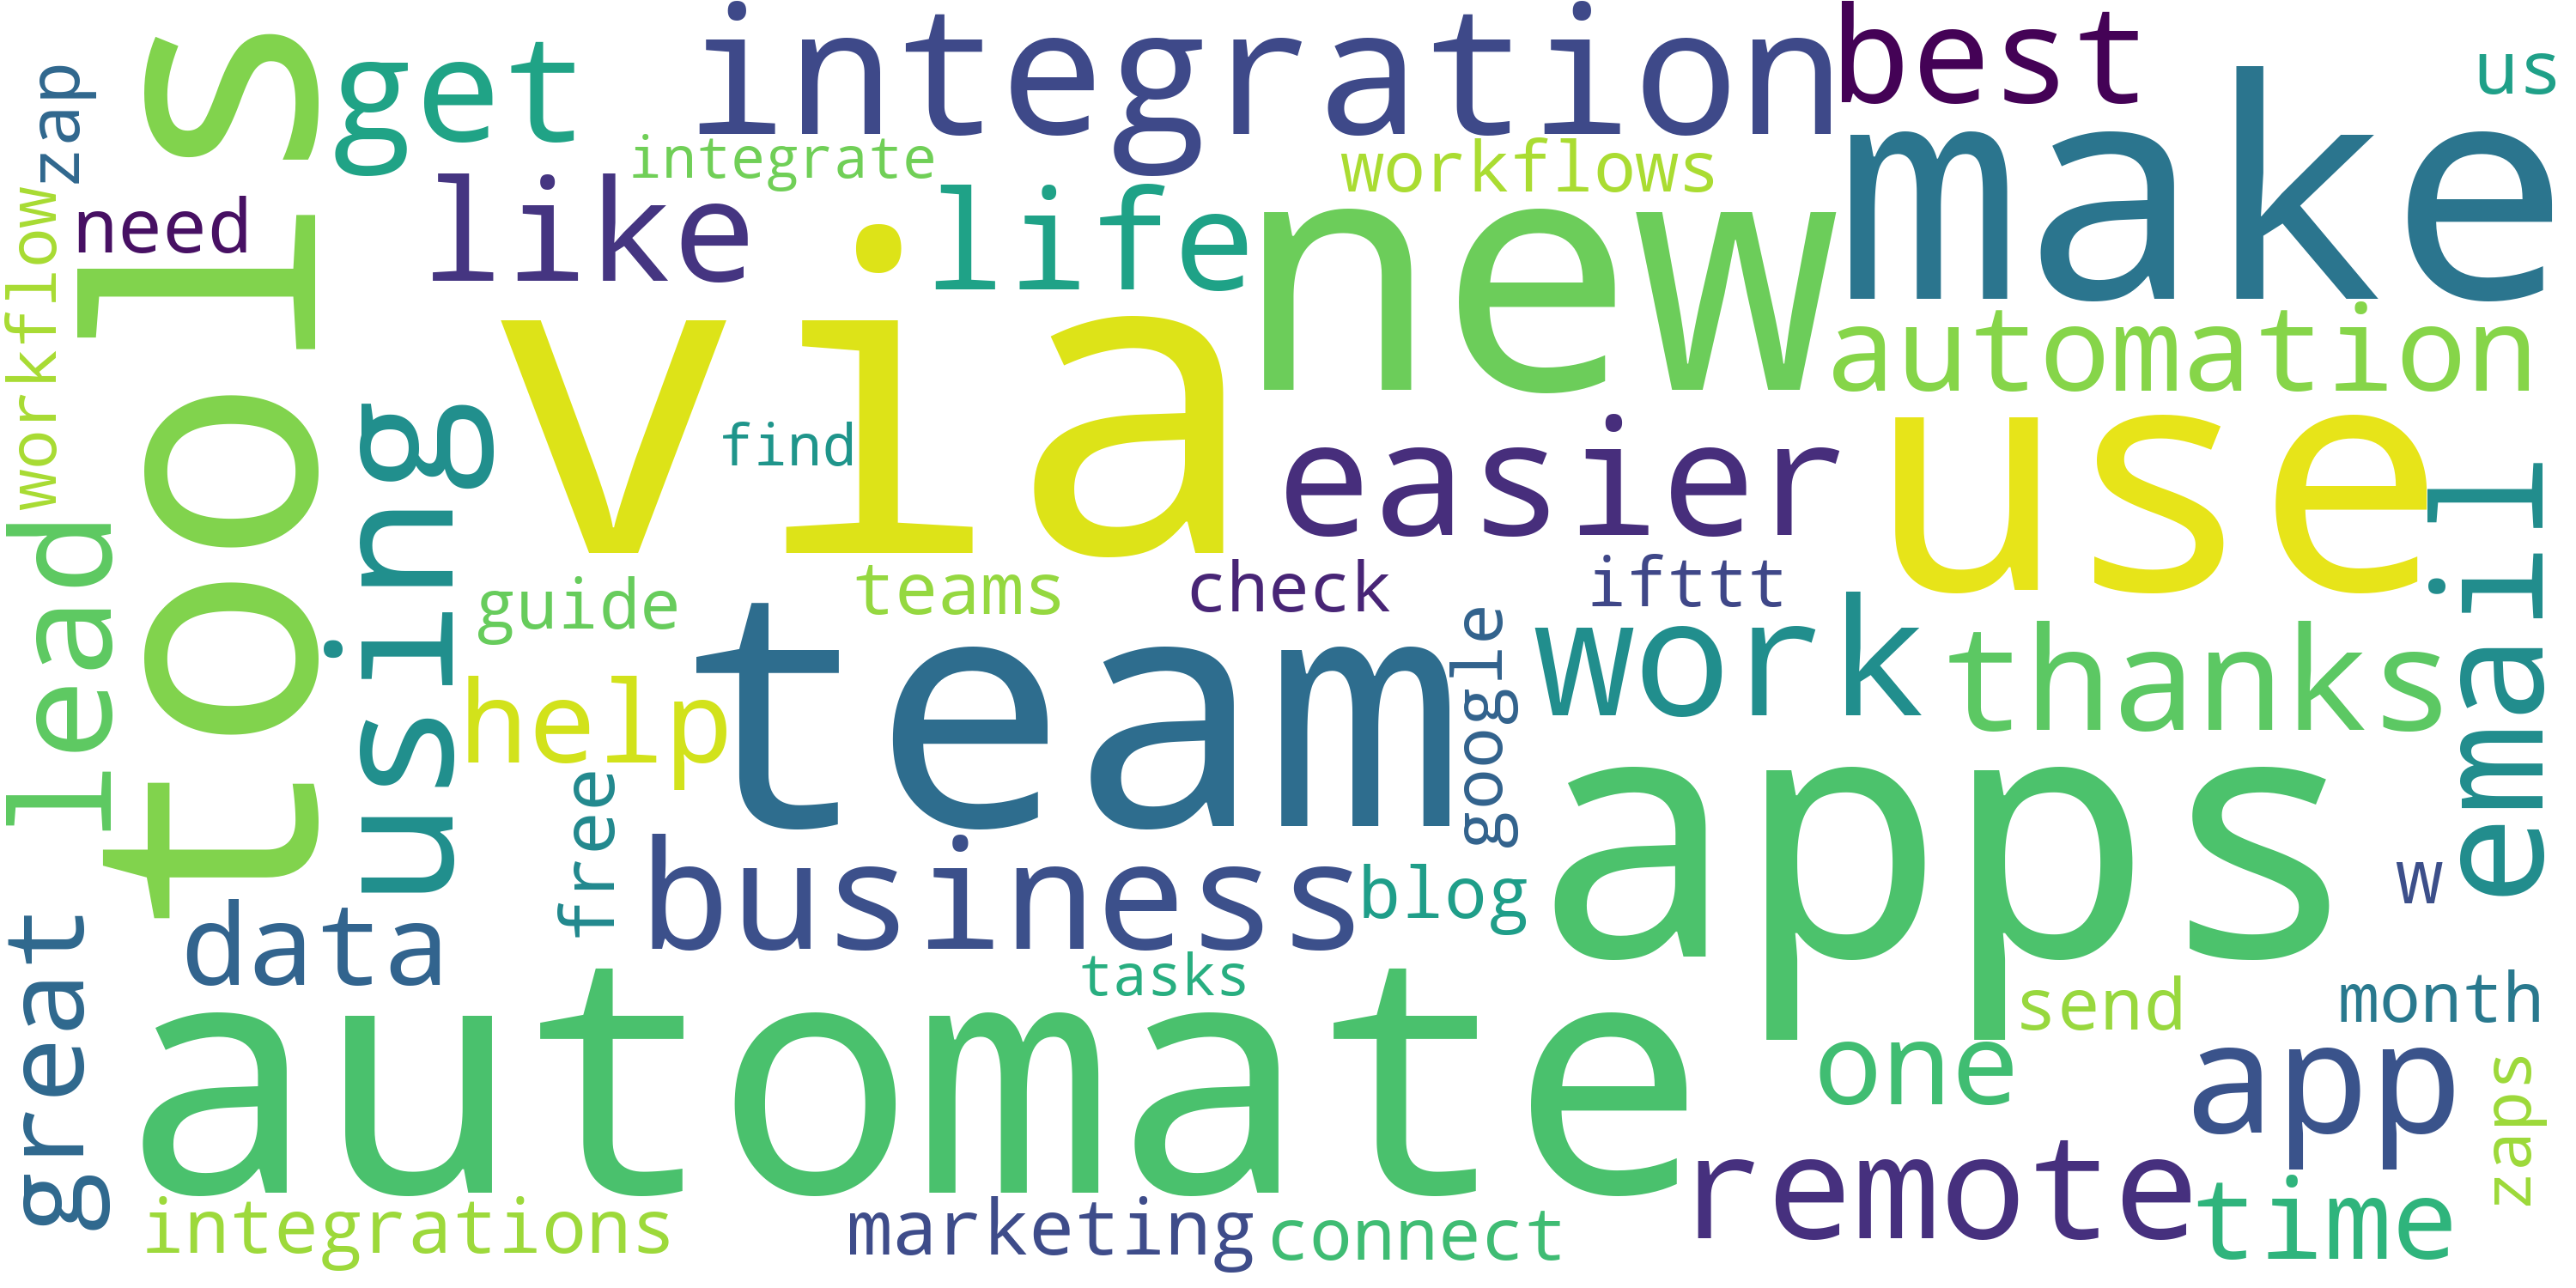 zap
tools
get
integration
best
us
integrate
workflows
make
need
like
life
new
workflow
via
automation
using
find
easier
use
email
lead
guide
teams
check
ifttt
google
work
thanks
help
team
free
business
blog
apps
w
great
data
tasks
send
month
automate
one
app
zaps
remote
time
integrations
marketing
connect